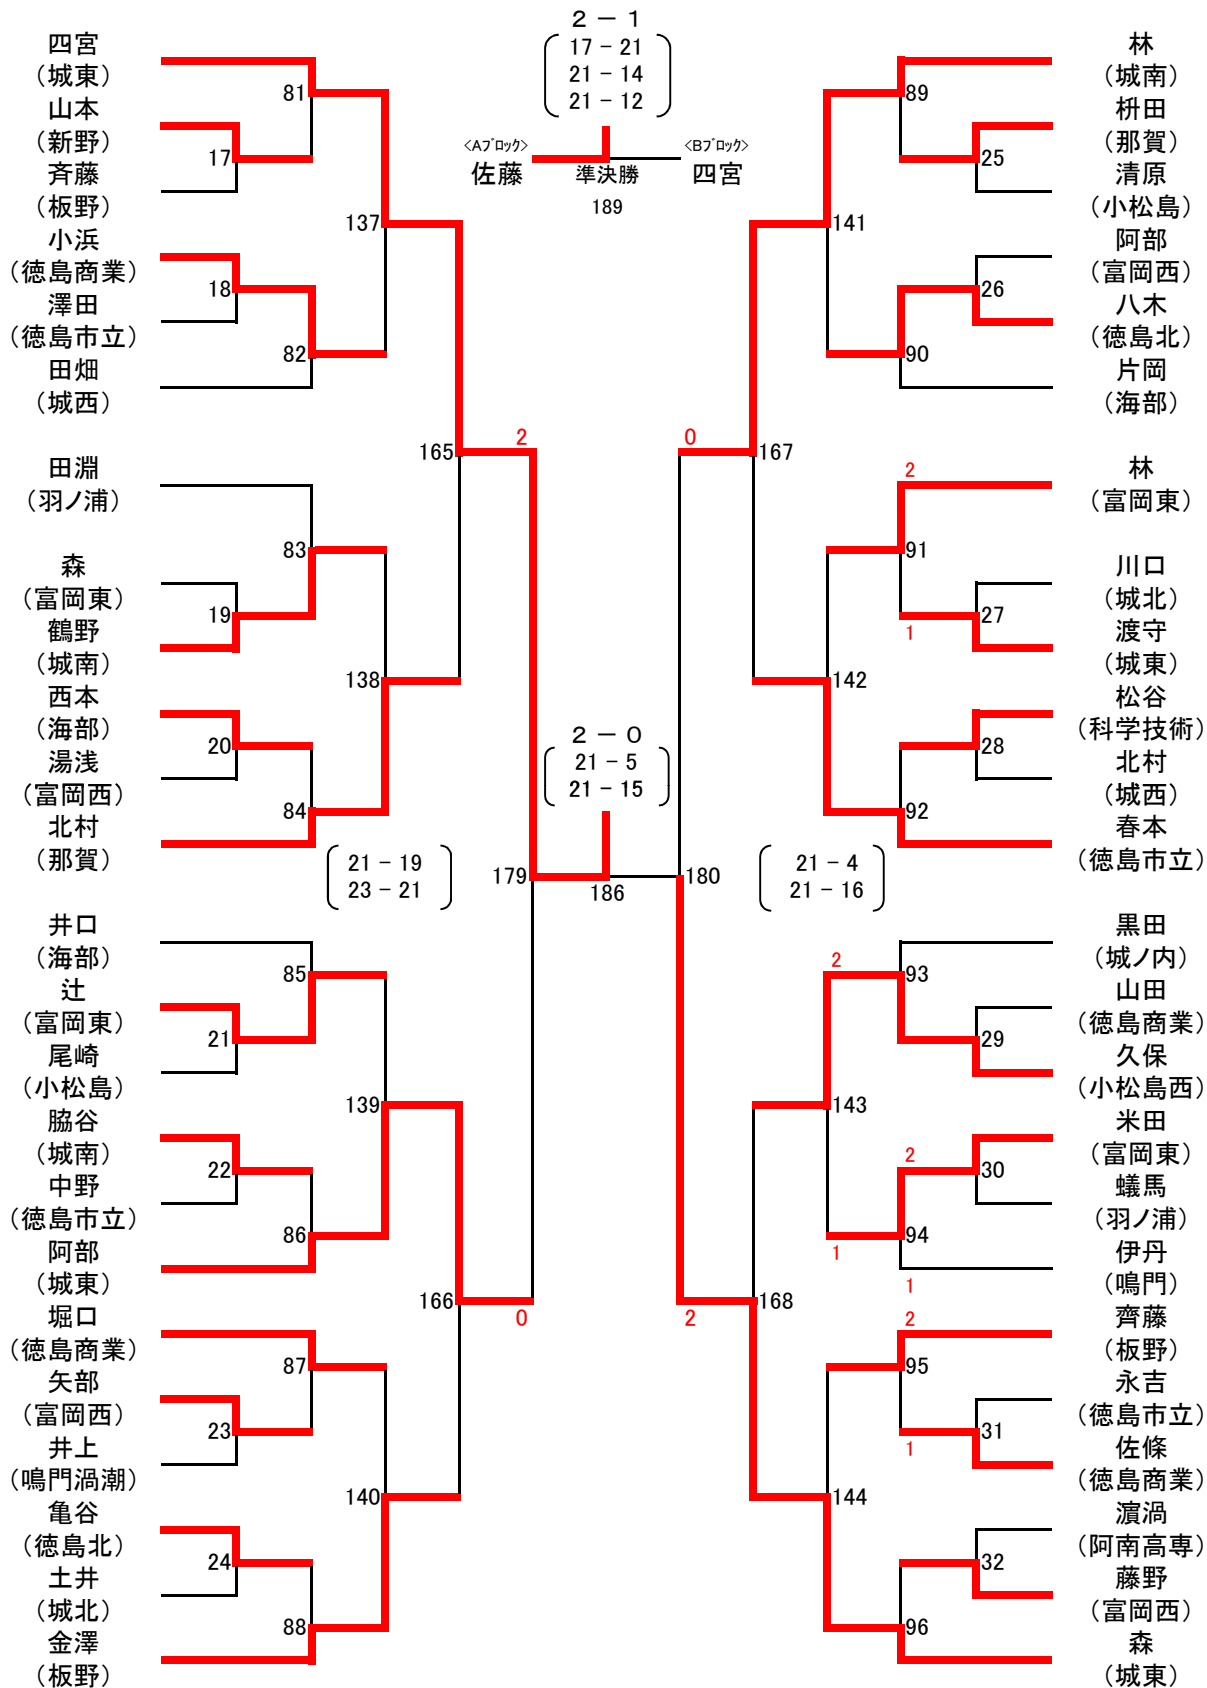 2 － 1
17 － 21
21 － 14
21 － 12
<Aブロック>
佐藤
準決勝
189
<Bブロック>
四宮
四宮
(城東)
81
山本
(新野)
17
斉藤
(板野)
137
小浜
(徳島商業)
18
澤田
(徳島市立)
82
田畑
(城西)
165
2
田淵
(羽ノ浦)
83
森
(富岡東)
19
鶴野
(城南)
138
西本
(海部)
20
湯浅
(富岡西)
84
北村
(那賀)
21 － 19
23 － 21
179
2 － 0
21 － 5
21 － 15
186
井口
(海部)
85
辻
(富岡東)
21
尾崎
(小松島)
139
脇谷
(城南)
22
中野
(徳島市立)
86
阿部
(城東)
166
0
堀口
(徳島商業)
87
矢部
(富岡西)
23
井上
(鳴門渦潮)
140
亀谷
(徳島北)
24
土井
(城北)
88
金澤
(板野)
林
(城南)
89
枡田
(那賀)
25
清原
(小松島)
141
阿部
(富岡西)
26
八木
(徳島北)
90
片岡
(海部)
0
167
2
林
(富岡東)
91
川口
(城北)
27
1
渡守
(城東)
142
松谷
(科学技術)
28
北村
(城西)
92
春本
(徳島市立)
180
21 － 4
21 － 16
黒田
(城ノ内)
2
93
山田
(徳島商業)
29
久保
(小松島西)
143
米田
(富岡東)
2
30
蟻馬
(羽ノ浦)
94
1
伊丹
(鳴門)
1
2
168
2
齊藤
(板野)
95
永吉
(徳島市立)
31
1
佐條
(徳島商業)
144
濵渦
(阿南高専)
32
藤野
(富岡西)
96
森
(城東)